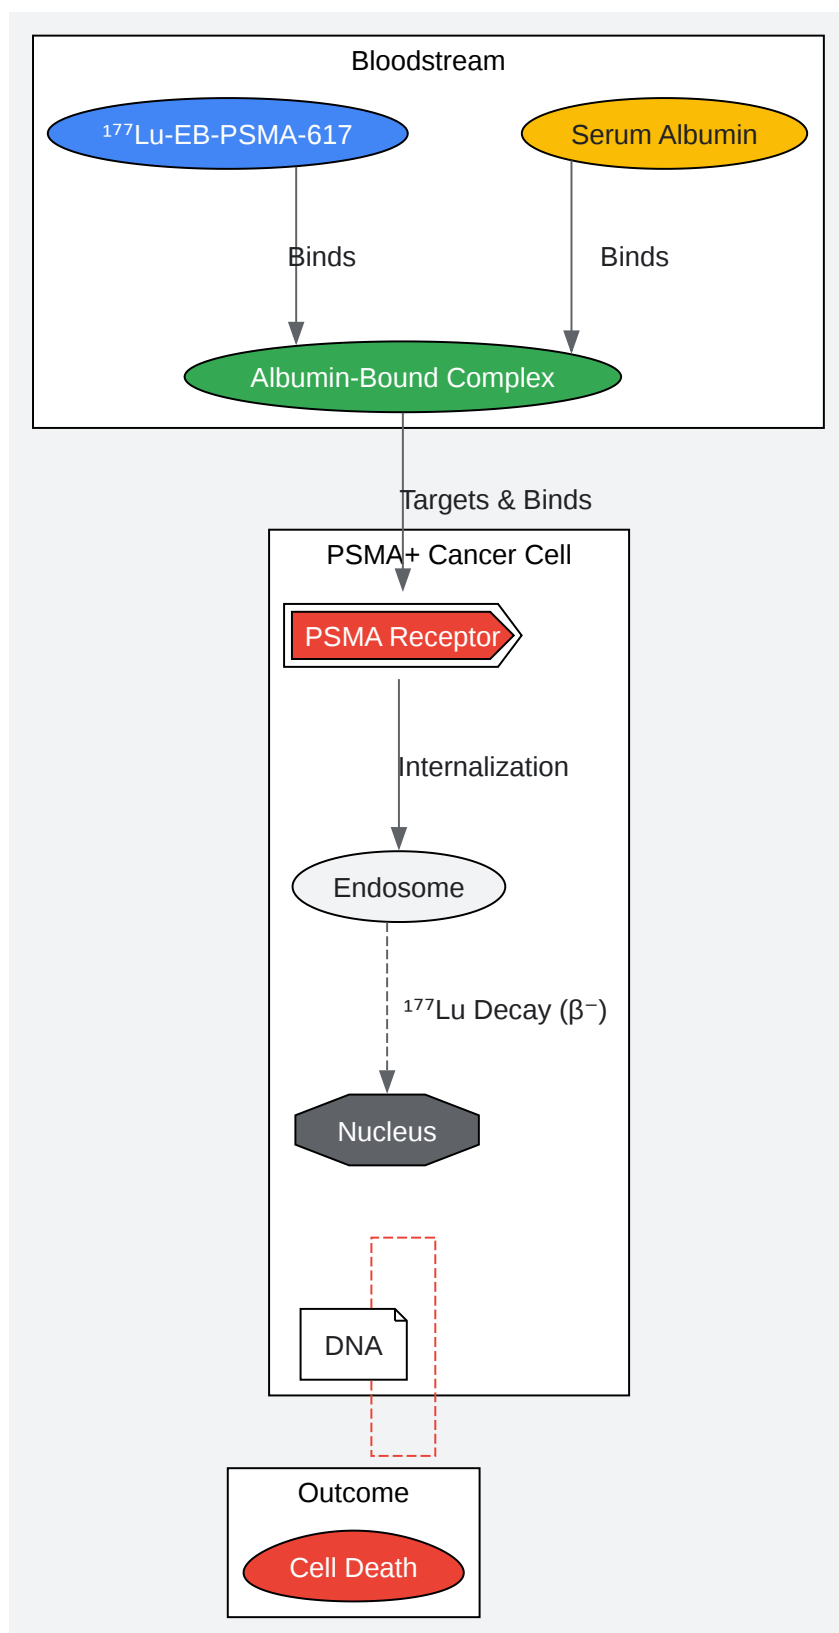 Bloodstream
¹⁷⁷Lu-EB-PSMA-617
Serum Albumin
Binds
Binds
Albumin-Bound Complex
Targets & Binds
PSMA+ Cancer Cell
PSMA Receptor
Internalization
Endosome
¹⁷⁷Lu Decay (β⁻)
Nucleus
DNA
Outcome
Cell Death